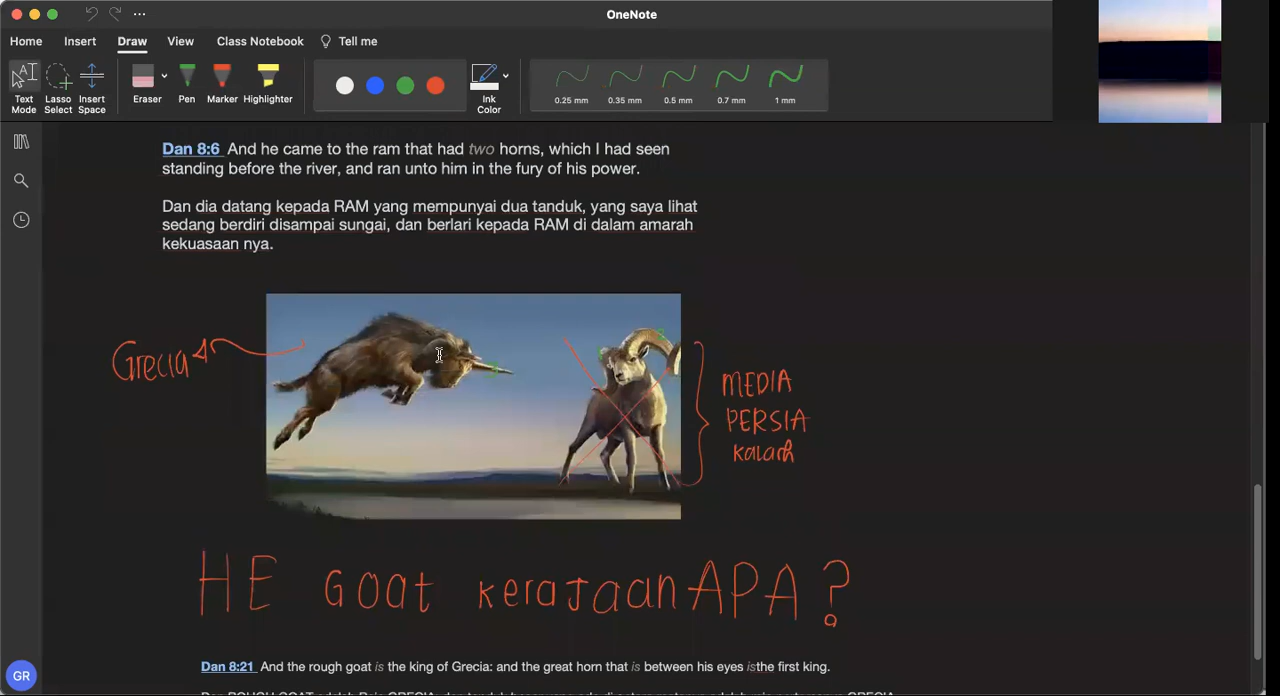 OneNote
Home Insert Draw View Class Notebook Tell me
Text Mode
Lasso Select
Insert Space
Eraser
Pen
Marker
Highlighter
Ink Color
0.25 mm
0.35 mm
0.5 mm
0.7 mm
1 mm
Dan 8:6 And he came to the ram that had two horns, which I had seen
standing before the river, and ran unto him in the fury of his power.
Dan dia datang kepada RAM yang mempunyai dua tanduk, yang saya lihat
sedang berdiri disampai sungai, dan berlari kepada RAM di dalam amarah
kekuasaan nya.
Grecia
MEDIA
PERSIA
kalah
HE GOAT kerajaan APA ?
Dan 8:21 And the rough goat is the king of Grecia: and the great horn that is between his eyes isthe first king.
GR